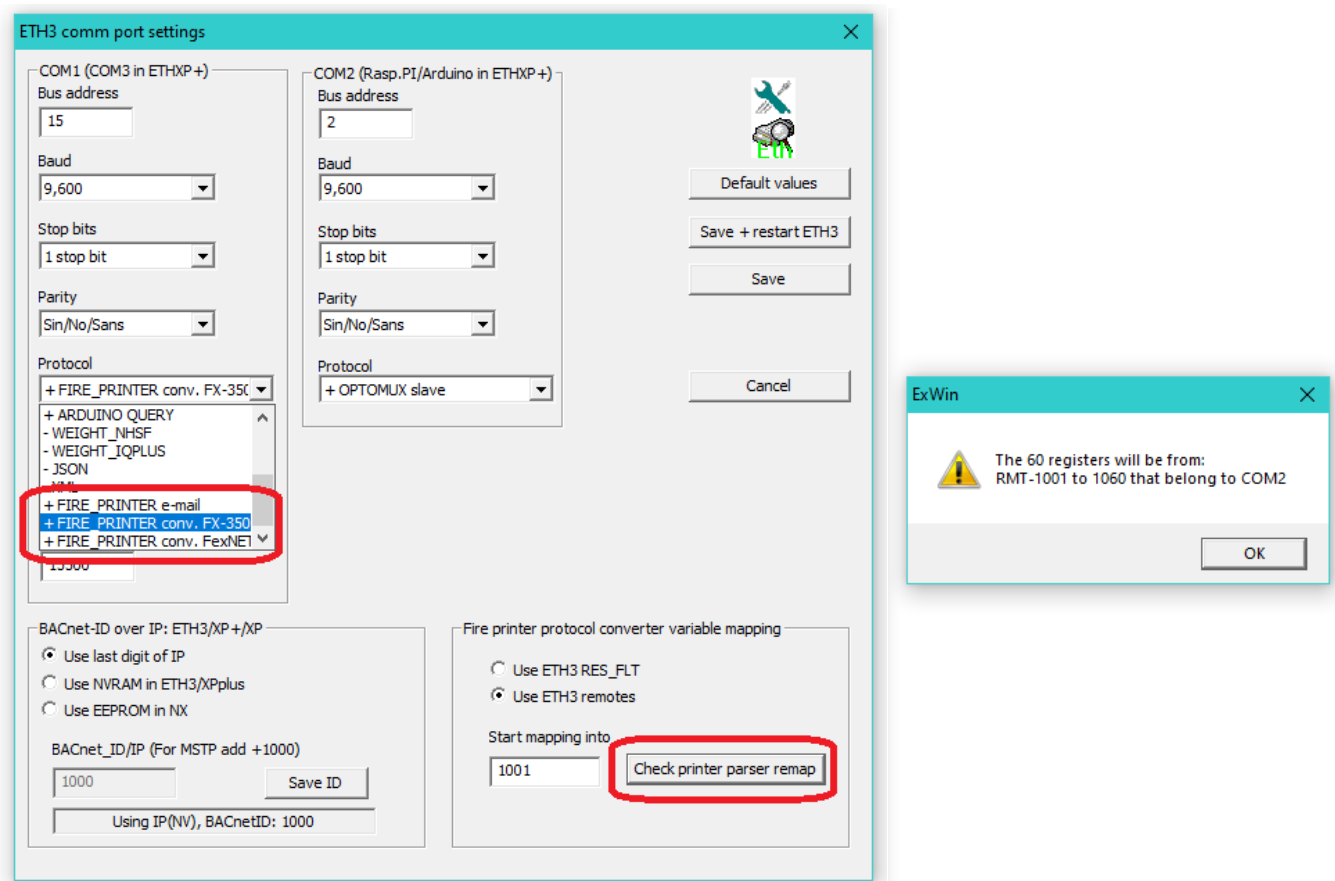 ETH3 comm port settings
COM1 (COM3 in ETHXP+)
Bus address
15
Baud
9,600
Stop bits
1 stop bit
Parity
Sin/No/Sans
Protocol
+ FIRE_PRINTER conv. FX-350
+ ARDUINO QUERY
- WEIGHT_NHSF
- WEIGHT_IQPLUS
- JSON
- XML
+ FIRE_PRINTER e-mail
+ FIRE_PRINTER conv. FX-350
+ FIRE_PRINTER conv. FexNET
COM2 (Rasp.PI/Arduino in ETHXP+)
Bus address
2
Baud
9,600
Stop bits
1 stop bit
Parity
Sin/No/Sans
Protocol
+ OPTOMUX slave
Eth
Default values
Save + restart ETH3
Save
Cancel
BACnet-ID over IP: ETH3/XP+/XP
Use last digit of IP
Use NVRAM in ETH3/XPplus
Use EEPROM in NX
BACnet_ID/IP (For MSTP add +1000)
1000
Save ID
Using IP(NV), BACnetID: 1000
Fire printer protocol converter variable mapping
Use ETH3 RES_FLT
Use ETH3 remotes
Start mapping into
1001
Check printer parser remap
ExWin
The 60 registers will be from:
RMT-1001 to 1060 that belong to COM2
OK